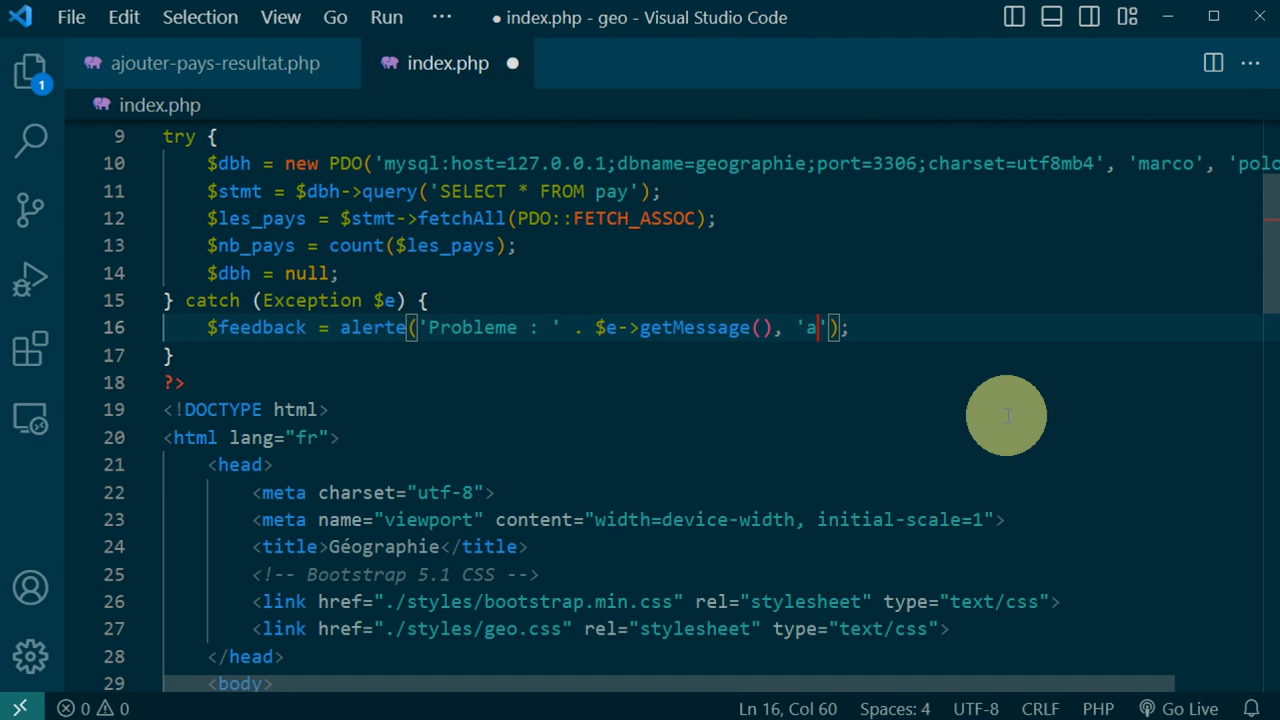 File Edit Selection View Go Run ··· ● index.php - geo - Visual Studio Code
ajouter-pays-resultat.php index.php ●
index.php
1
9 try {
10 $dbh = new PDO('mysql:host=127.0.0.1;dbname=geographie;port=3306;charset=utf8mb4', 'marco', 'polo
11 $stmt = $dbh->query('SELECT * FROM pay');
12 $les_pays = $stmt->fetchAll(PDO::FETCH_ASSOC);
13 $nb_pays = count($les_pays);
14 $dbh = null;
15 } catch (Exception $e) {
16 $feedback = alerte('Probleme : ' . $e->getMessage(), 'a');
17 }
18 ?>
19 <!DOCTYPE html>
20 <html lang="fr">
21 <head>
22 <meta charset="utf-8">
23 <meta name="viewport" content="width=device-width, initial-scale=1">
24 <title>Géographie</title>
25 <!-- Bootstrap 5.1 CSS -->
26 <link href="./styles/bootstrap.min.css" rel="stylesheet" type="text/css">
27 <link href="./styles/geo.css" rel="stylesheet" type="text/css">
28 </head>
29 <body>
0 0 Ln 16, Col 60 Spaces: 4 UTF-8 CRLF PHP Go Live